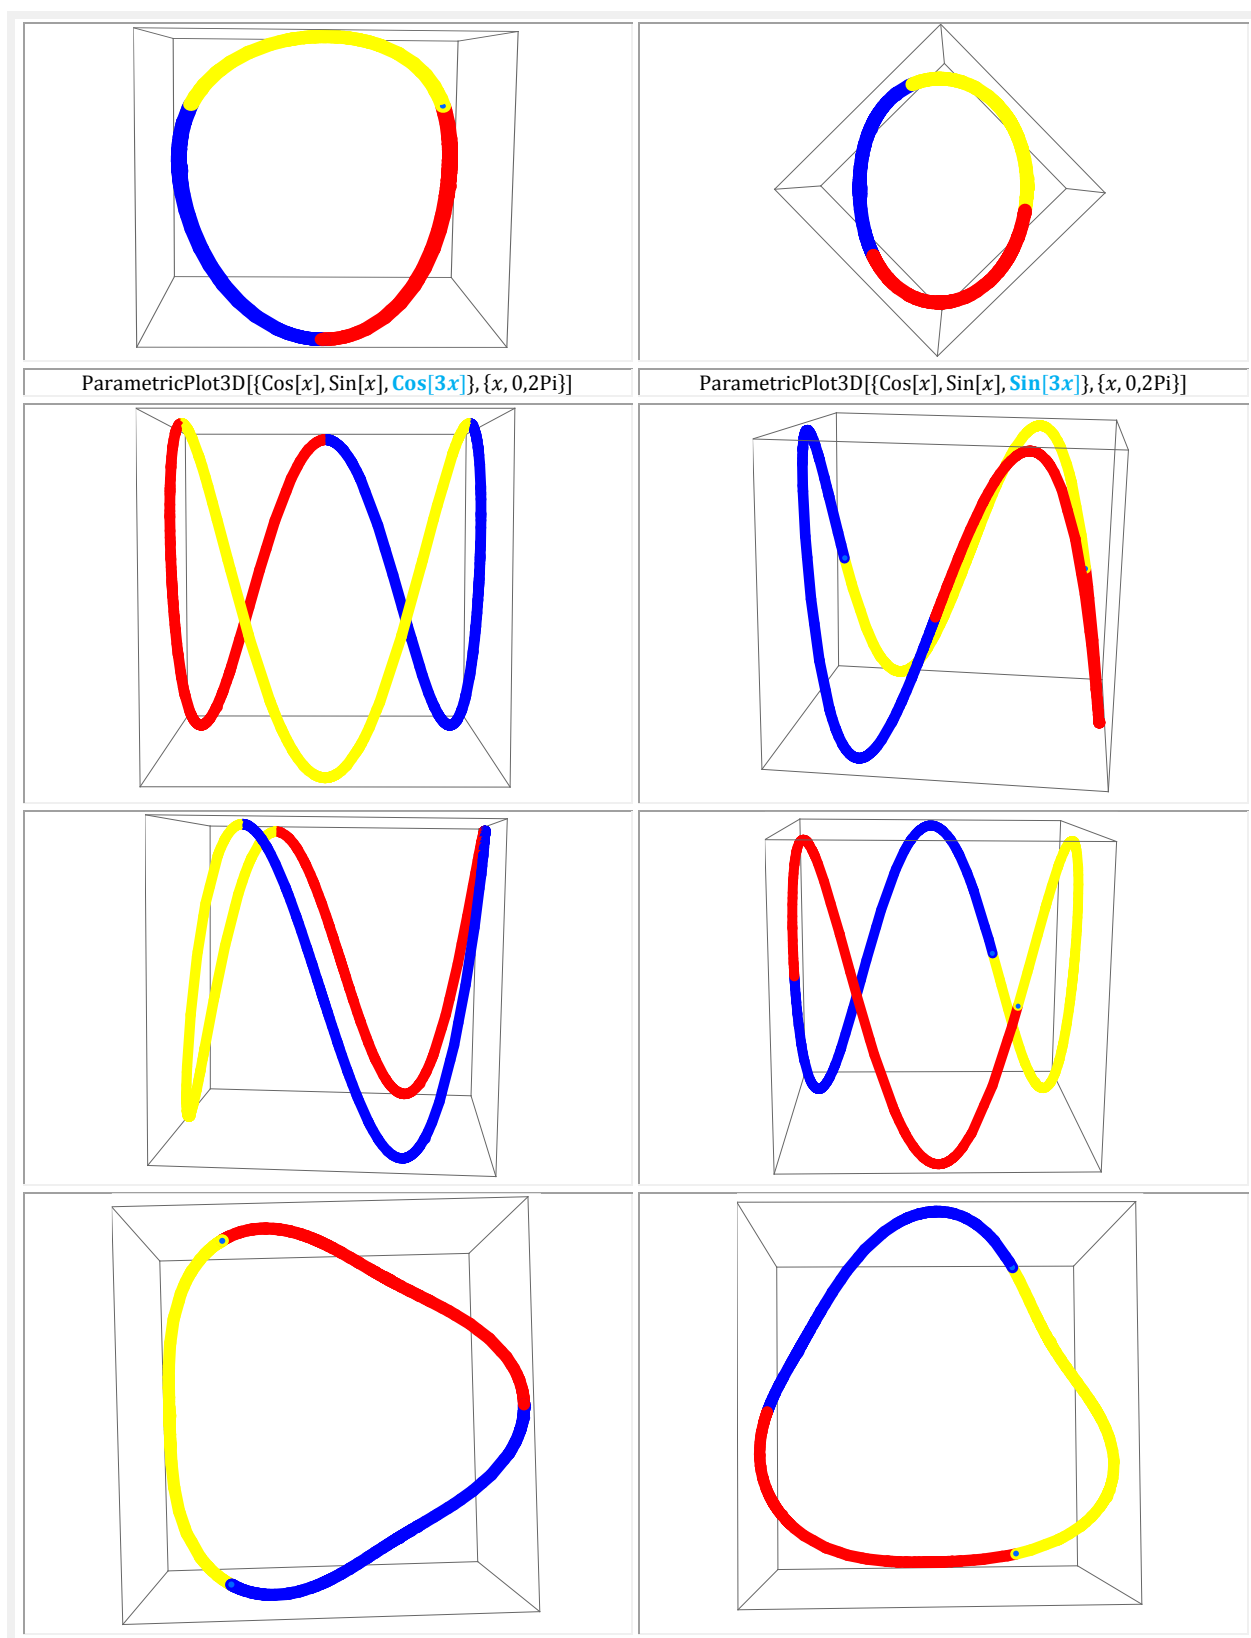 ParametricPlot3D[{Cos[x], Sin[x], Cos[3x]}, {x, 0,2Pi}]
ParametricPlot3D[{Cos[x], Sin[x], Sin[3x]}, {x, 0,2Pi}]